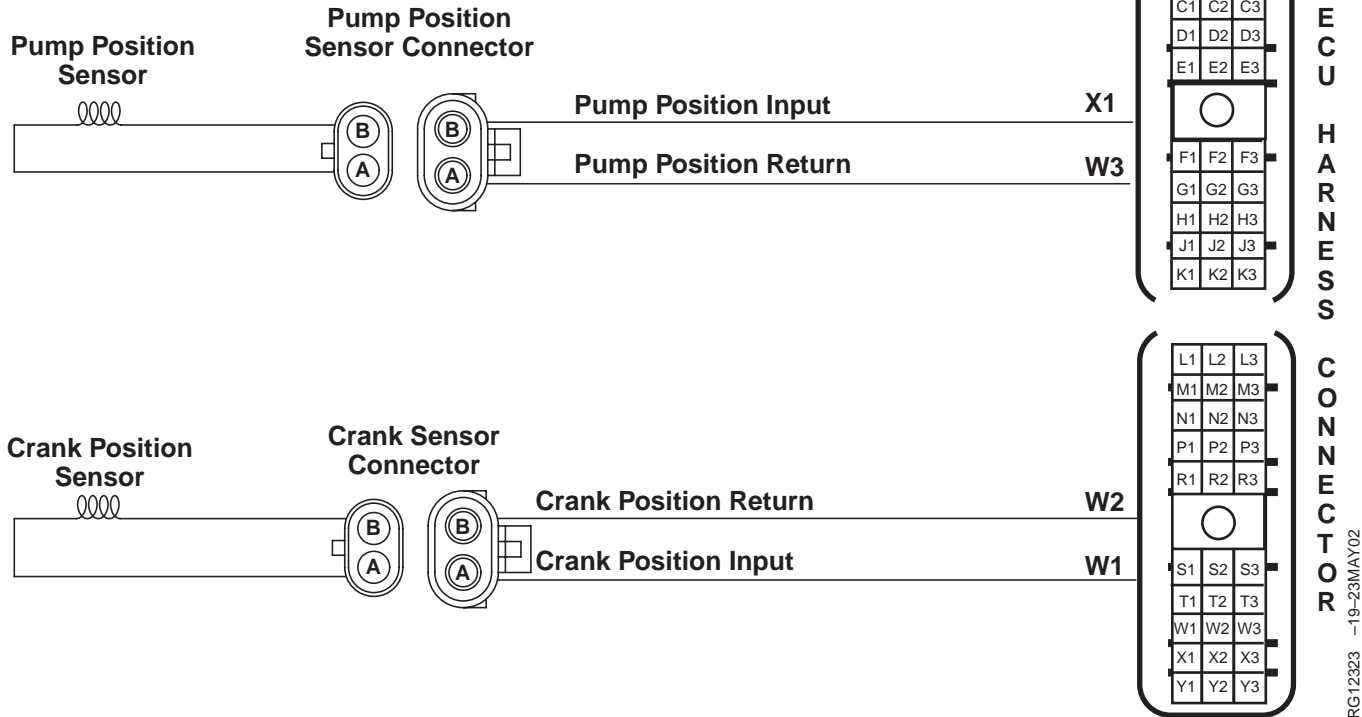 Pump Position
Sensor
Pump Position
Sensor Connector
B
A
B
A
Pump Position Input
X1
Pump Position Return
W3
C1 C2 C3
D1 D2 D3
E1 E2 E3
F1 F2 F3
G1 G2 G3
H1 H2 H3
J1 J2 J3
K1 K2 K3
Crank Position
Sensor
Crank Sensor
Connector
B
A
B
A
Crank Position Return
W2
Crank Position Input
W1
L1 L2 L3
M1 M2 M3
N1 N2 N3
P1 P2 P3
R1 R2 R3
S1 S2 S3
T1 T2 T3
W1 W2 W3
X1 X2 X3
Y1 Y2 Y3
ECU HARNESS CONNECTOR
RG12323 –19–23MAY02